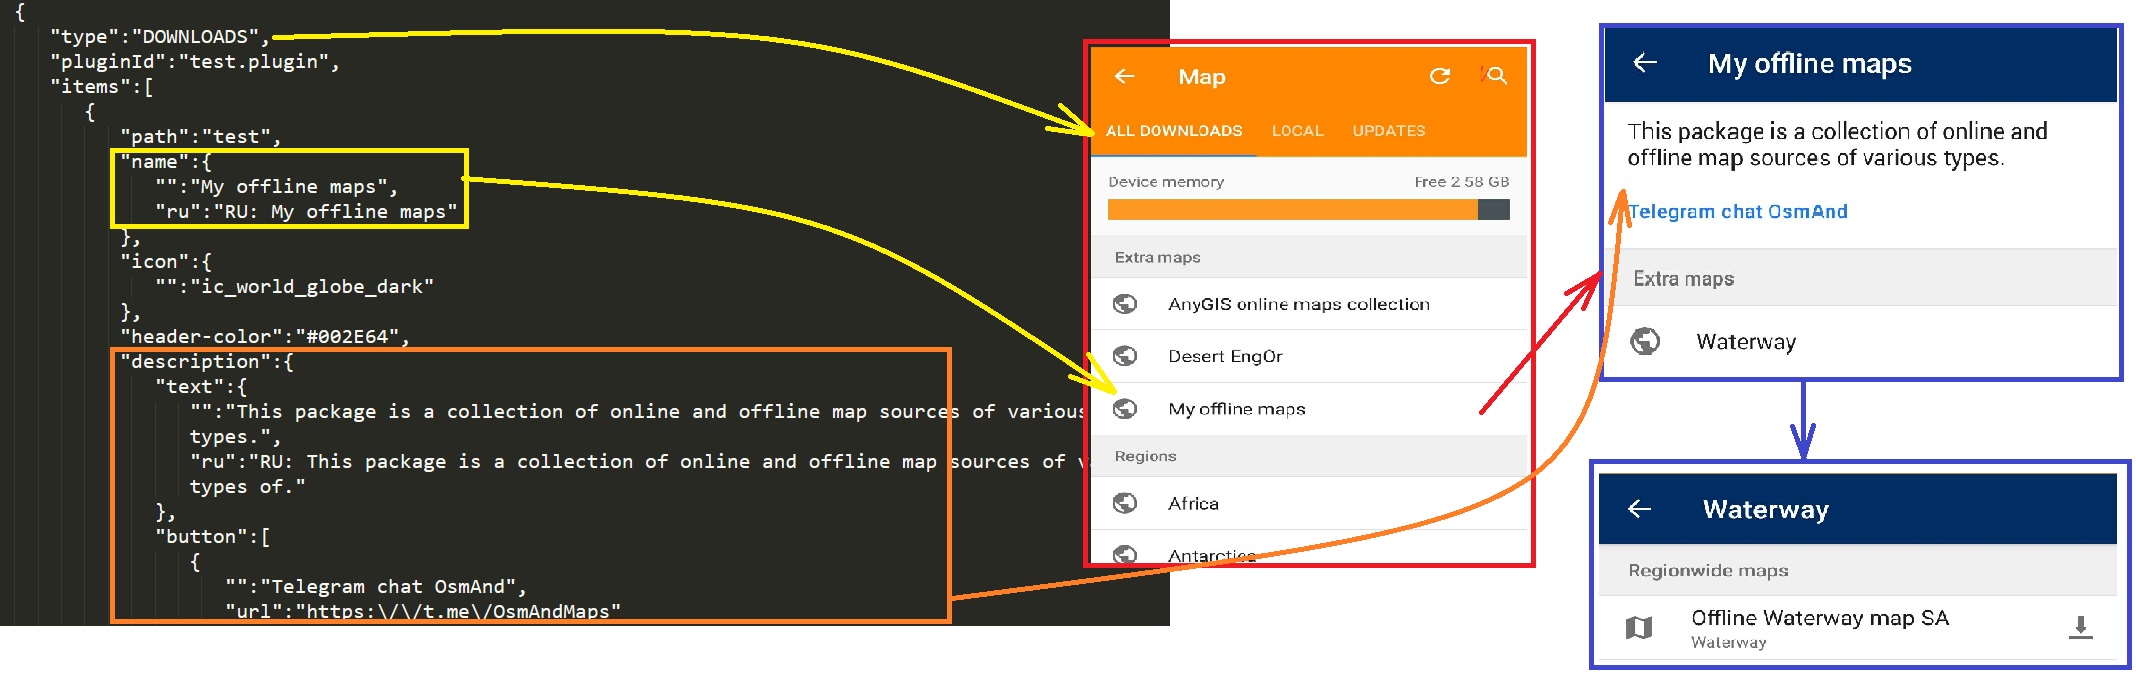 {
"type":"DOWNLOADS",
"pluginId":"test.plugin",
"items":[
{
"path":"test",
"name":{
"":"My offline maps",
"ru":"RU: My offline maps"
},
"icon":{
"":"ic_world_globe_dark"
},
"header-color":"#002E64",
"description":{
"text":{
"":"This package is a collection of online and offline map sources of various
types.",
"ru":"RU: This package is a collection of online and offline map sources of
types of."
},
"button":[
{
"":"Telegram chat OsmAnd",
"url":"https:\/\/t.me\/OsmAndMaps"
Map
ALL DOWNLOADS LOCAL UPDATES
Device memory Free 2.58 GB
Extra maps
AnyGIS online maps collection
Desert EngOr
My offline maps
Regions
Africa
Antarctica
My offline maps
This package is a collection of online and
offline map sources of various types.
Telegram chat OsmAnd
Extra maps
Waterway
Waterway
Regionwide maps
Offline Waterway map SA
Waterway